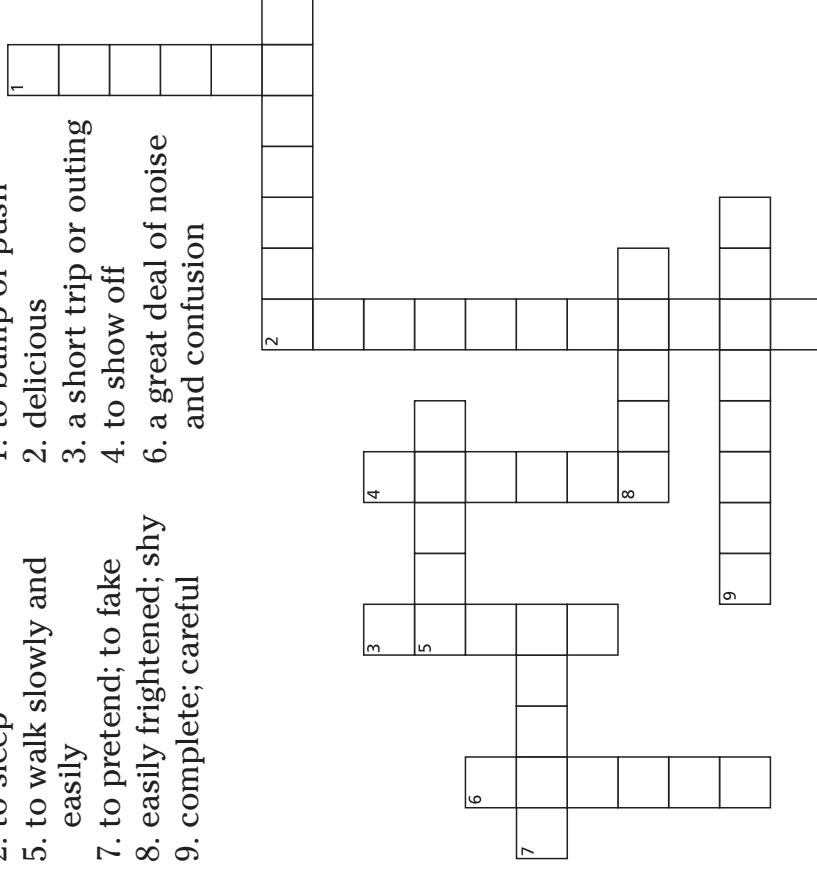 2. to sleep
5. to walk slowly and
easily
7. to pretend; to fake
8. easily frightened; shy
9. complete; careful
1. to bump or push
2. delicious
3. a short trip or outing
4. to show off
6. a great deal of noise
and confusion
1
2
3
4
5
6
7
8
9